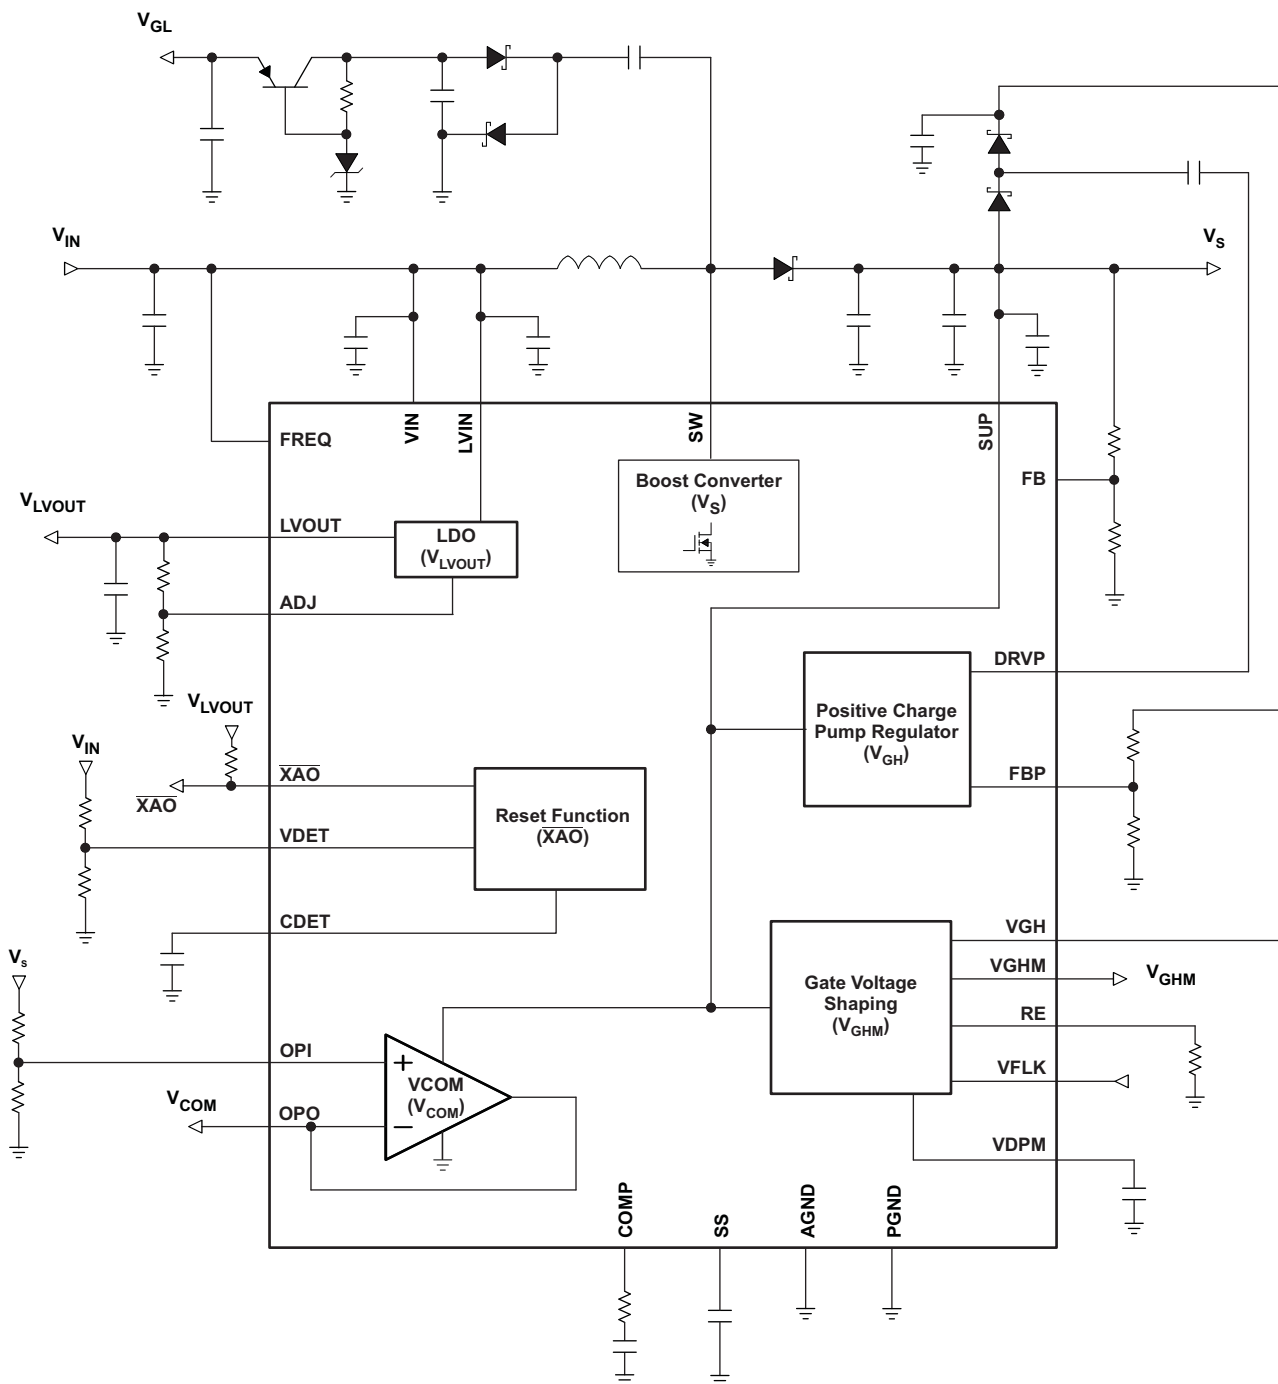 VGL
VIN
VS
VIN
LVIN
SW
SUP
FREQ
FB
Boost Converter
(VS)
VLVOUT
LVOUT
LDO
(VLVOUT)
ADJ
DRVP
Positive Charge
Pump Regulator
(VGH)
FBP
VLVOUT
VIN
XAO
XAO
Reset Function
(XAO)
VDET
CDET
VGH
VGHM
VGHM
Gate Voltage
Shaping
(VGHM)
RE
VFLK
VDPM
Vs
OPI
+
VCOM
(VCOM)
VCOM
OPO
−
COMP
SS
AGND
PGND